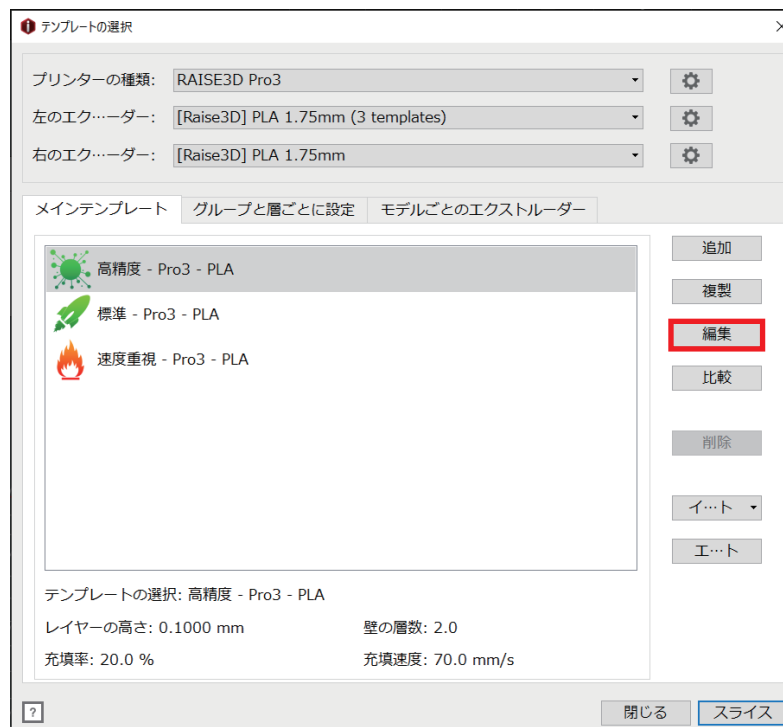 テンプレートの選択
プリンターの種類: RAISE3D Pro3
左のエク…ーダー: [Raise3D] PLA 1.75mm (3 templates)
右のエク…ーダー: [Raise3D] PLA 1.75mm
メインテンプレート グループと層ごとに設定 モデルごとのエクストルーダー
高精度 - Pro3 - PLA
標準 - Pro3 - PLA
速度重視 - Pro3 - PLA
追加
複製
編集
比較
削除
イ…ト
エ…ト
テンプレートの選択: 高精度 - Pro3 - PLA
レイヤーの高さ: 0.1000 mm 壁の層数: 2.0
充填率: 20.0 % 充填速度: 70.0 mm/s
? 閉じる スライス